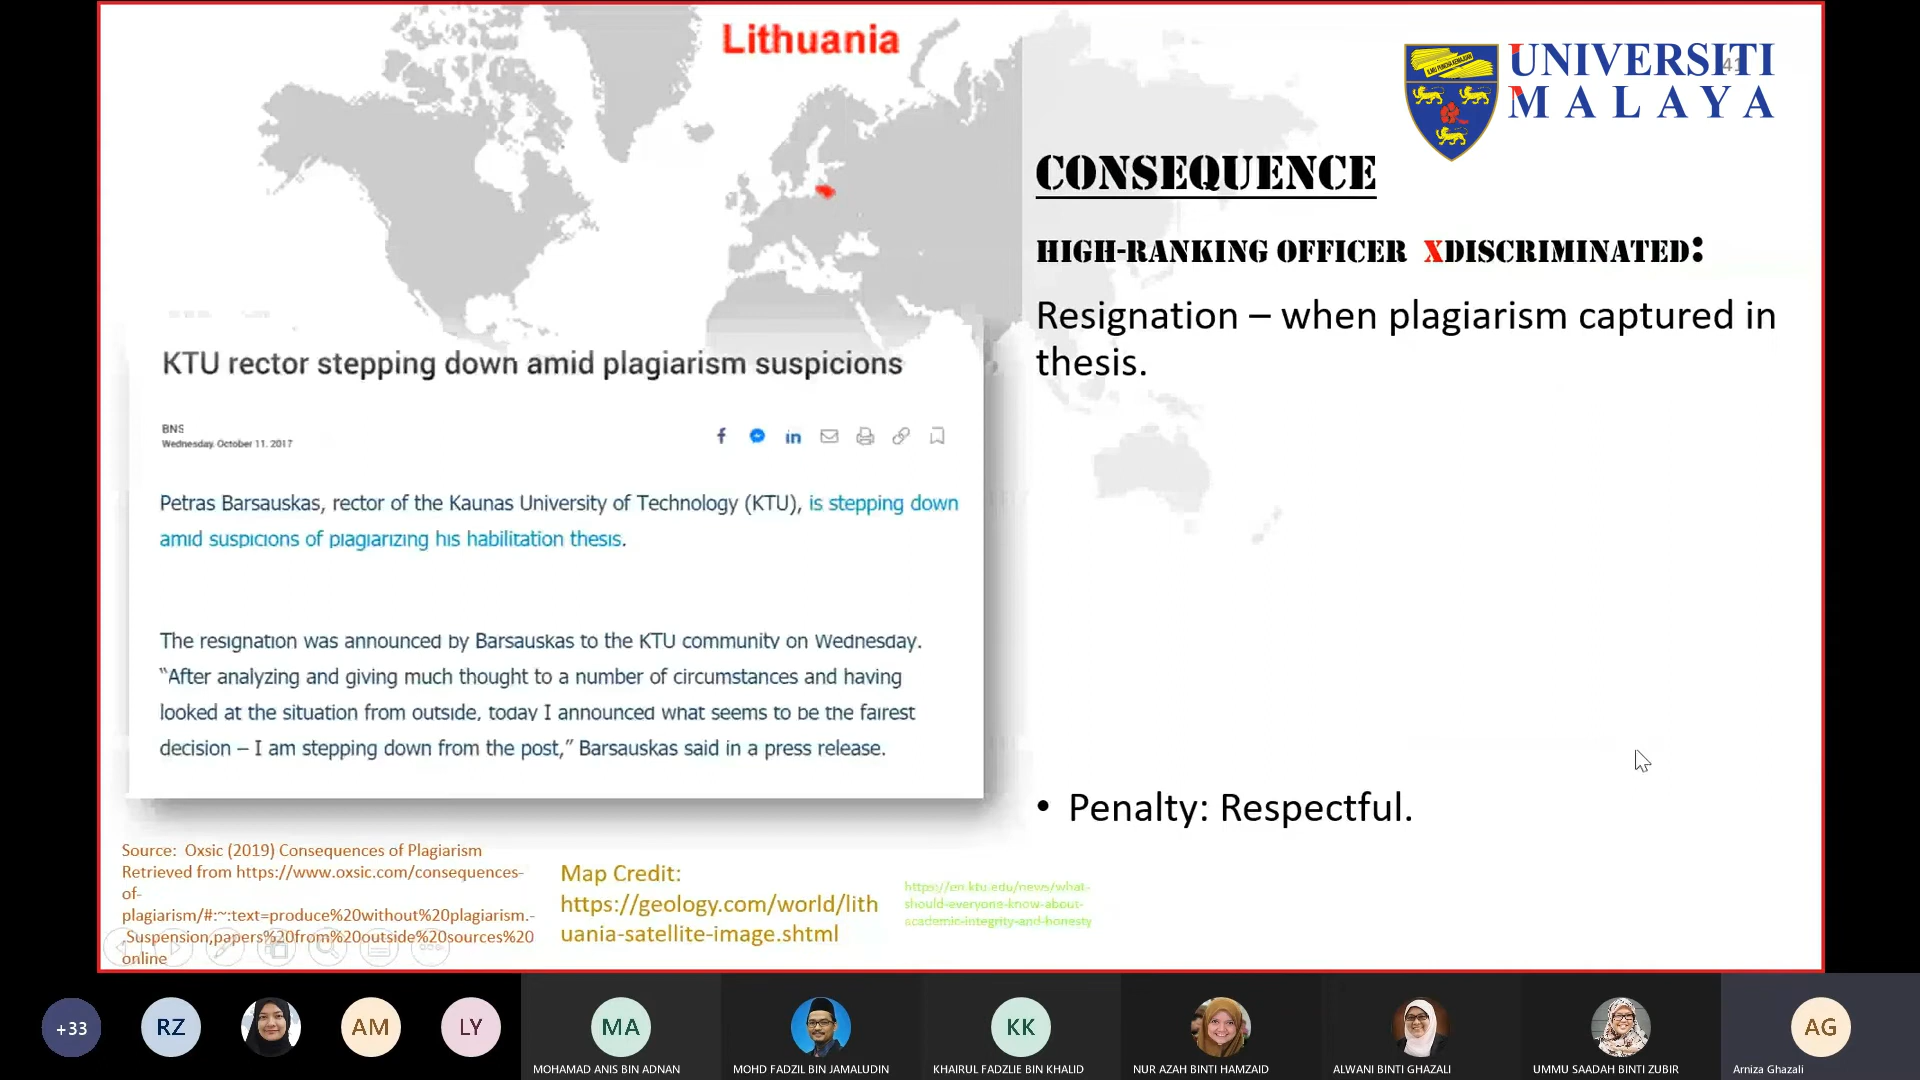 Lithuania
UNIVERSITI
MALAYA
41
CONSEQUENCE
HIGH-RANKING OFFICER XDISCRIMINATED:
Resignation – when plagiarism captured in
thesis.
KTU rector stepping down amid plagiarism suspicions
BNS
Wednesday, October 11, 2017
Petras Barsauskas, rector of the Kaunas University of Technology (KTU), is stepping down
amid suspicions of plagiarizing his habilitation thesis.
The resignation was announced by Barsauskas to the KTU community on Wednesday.
“After analyzing and giving much thought to a number of circumstances and having
looked at the situation from outside, today I announced what seems to be the fairest
decision – I am stepping down from the post,” Barsauskas said in a press release.
• Penalty: Respectful.
Source: Oxsic (2019) Consequences of Plagiarism
Retrieved from https://www.oxsic.com/consequences-
of-
plagiarism/#:~:text=produce%20without%20plagiarism.-
,Suspension,papers%20from%20outside%20sources%20
online
Map Credit:
https://geology.com/world/lith
uania-satellite-image.shtml
https://en.ktu.edu/news/what-
should-everyone-know-about-
academic-integrity-and-honesty
+33
RZ
AM
LY
MA
KK
AG
MOHAMAD ANIS BIN ADNAN
MOHD FADZIL BIN JAMALUDIN
KHAIRUL FADZLIE BIN KHALID
NUR AZAH BINTI HAMZAID
ALWANI BINTI GHAZALI
UMMU SAADAH BINTI ZUBIR
Arniza Ghazali